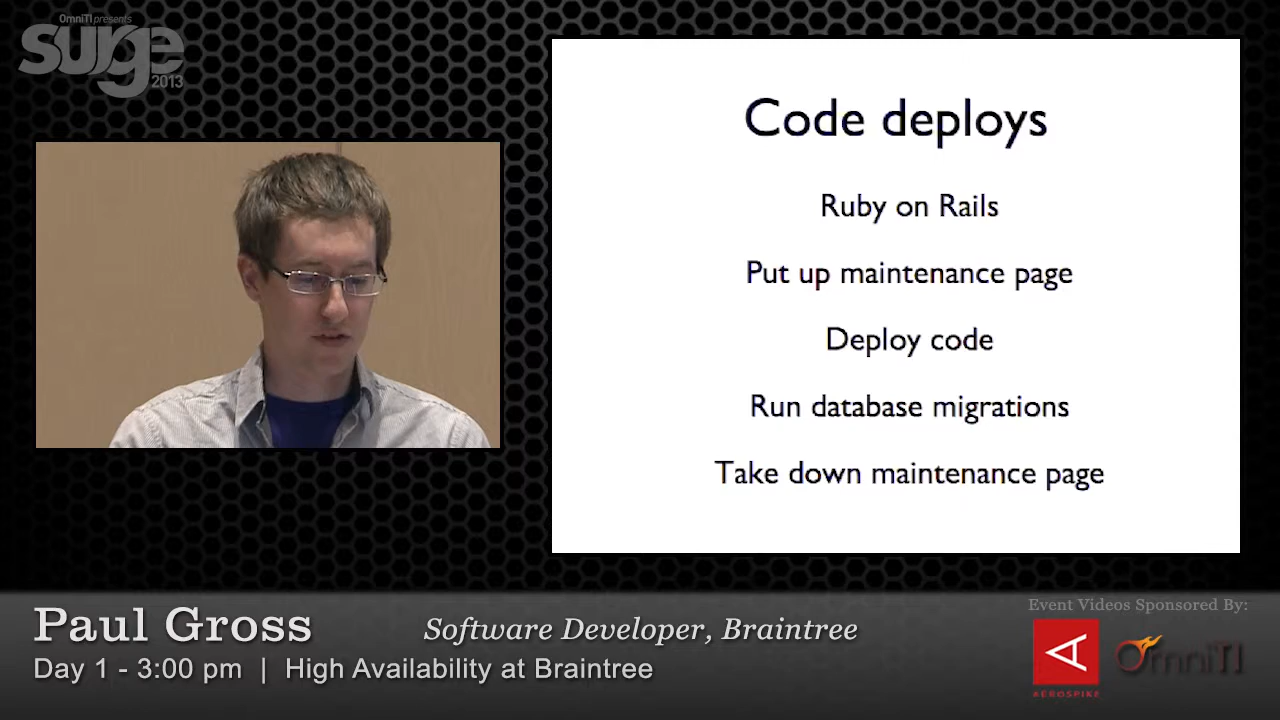 OmniTI presents
surge
2013
Code deploys
Ruby on Rails
Put up maintenance page
Deploy code
Run database migrations
Take down maintenance page
Paul Gross
Software Developer, Braintree
Day 1 - 3:00 pm | High Availability at Braintree
Event Videos Sponsored By:
AEROSPIKE
OmniTI